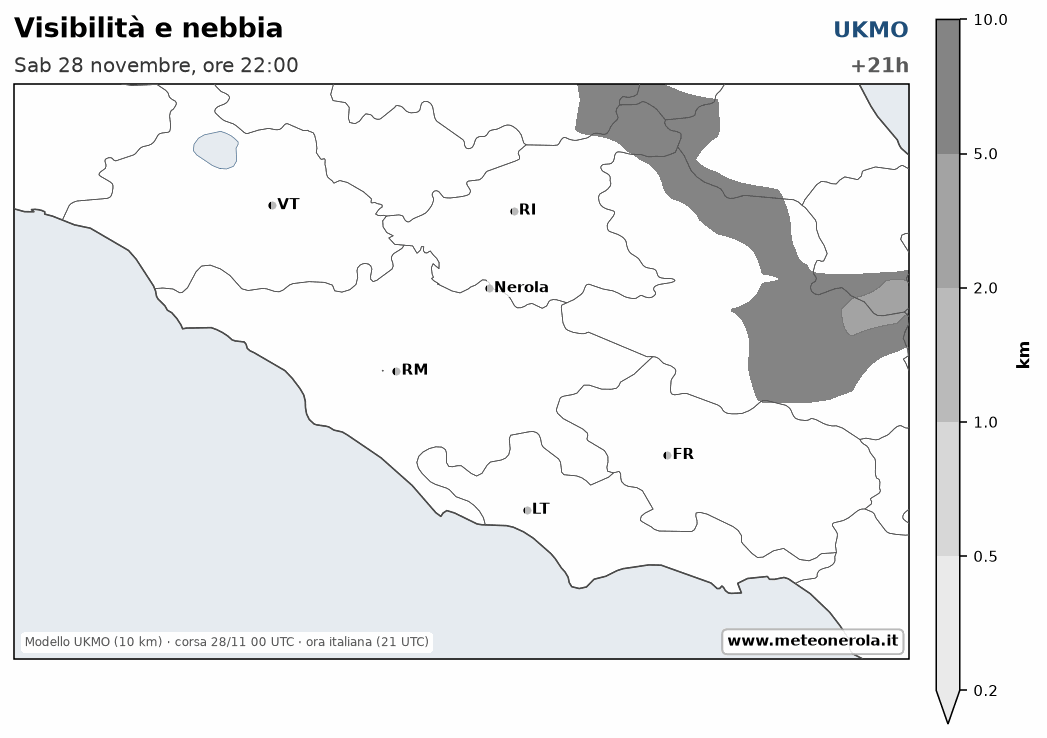 Visibilità e nebbia
UKMO
Sab 28 novembre, ore 22:00
+21h
10.0
5.0
2.0
1.0
0.5
0.2
km
VT
RI
Nerola
RM
FR
LT
Modello UKMO (10 km) · corsa 28/11 00 UTC · ora italiana (21 UTC)
www.meteonerola.it